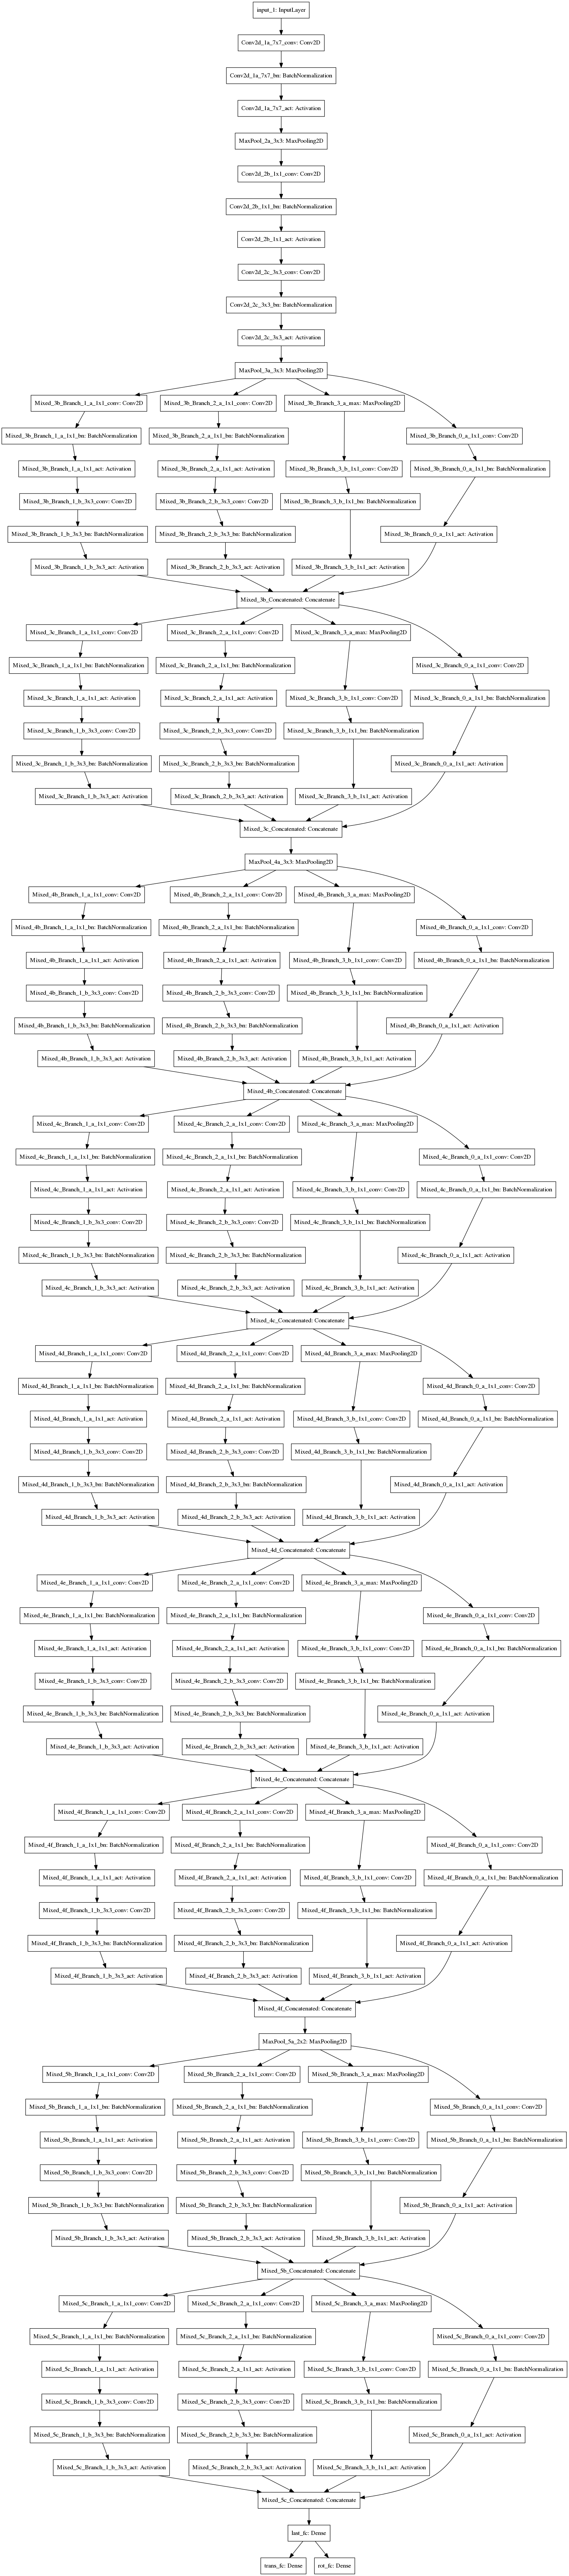 input_1: InputLayer
Conv2d_1a_7x7_conv: Conv2D
Conv2d_1a_7x7_bn: BatchNormalization
Conv2d_1a_7x7_act: Activation
MaxPool_2a_3x3: MaxPooling2D
Conv2d_2b_1x1_conv: Conv2D
Conv2d_2b_1x1_bn: BatchNormalization
Conv2d_2b_1x1_act: Activation
Conv2d_2c_3x3_conv: Conv2D
Conv2d_2c_3x3_bn: BatchNormalization
Conv2d_2c_3x3_act: Activation
MaxPool_3a_3x3: MaxPooling2D
Mixed_3b_Branch_1_a_1x1_conv: Conv2D Mixed_3b_Branch_2_a_1x1_conv: Conv2D Mixed_3b_Branch_3_a_max: MaxPooling2D
Mixed_3b_Branch_1_a_1x1_bn: BatchNormalization Mixed_3b_Branch_2_a_1x1_bn: BatchNormalization Mixed_3b_Branch_0_a_1x1_conv: Conv2D
Mixed_3b_Branch_1_a_1x1_act: Activation Mixed_3b_Branch_2_a_1x1_act: Activation Mixed_3b_Branch_3_b_1x1_conv: Conv2D Mixed_3b_Branch_0_a_1x1_bn: BatchNormalization
Mixed_3b_Branch_1_b_3x3_conv: Conv2D Mixed_3b_Branch_2_b_3x3_conv: Conv2D Mixed_3b_Branch_3_b_1x1_bn: BatchNormalization
Mixed_3b_Branch_1_b_3x3_bn: BatchNormalization Mixed_3b_Branch_2_b_3x3_bn: BatchNormalization Mixed_3b_Branch_0_a_1x1_act: Activation
Mixed_3b_Branch_1_b_3x3_act: Activation Mixed_3b_Branch_2_b_3x3_act: Activation Mixed_3b_Branch_3_b_1x1_act: Activation
Mixed_3b_Concatenated: Concatenate
Mixed_3c_Branch_1_a_1x1_conv: Conv2D Mixed_3c_Branch_2_a_1x1_conv: Conv2D Mixed_3c_Branch_3_a_max: MaxPooling2D
Mixed_3c_Branch_1_a_1x1_bn: BatchNormalization Mixed_3c_Branch_2_a_1x1_bn: BatchNormalization Mixed_3c_Branch_0_a_1x1_conv: Conv2D
Mixed_3c_Branch_1_a_1x1_act: Activation Mixed_3c_Branch_2_a_1x1_act: Activation Mixed_3c_Branch_3_b_1x1_conv: Conv2D Mixed_3c_Branch_0_a_1x1_bn: BatchNormalization
Mixed_3c_Branch_1_b_3x3_conv: Conv2D Mixed_3c_Branch_2_b_3x3_conv: Conv2D Mixed_3c_Branch_3_b_1x1_bn: BatchNormalization
Mixed_3c_Branch_1_b_3x3_bn: BatchNormalization Mixed_3c_Branch_2_b_3x3_bn: BatchNormalization Mixed_3c_Branch_0_a_1x1_act: Activation
Mixed_3c_Branch_1_b_3x3_act: Activation Mixed_3c_Branch_2_b_3x3_act: Activation Mixed_3c_Branch_3_b_1x1_act: Activation
Mixed_3c_Concatenated: Concatenate
MaxPool_4a_3x3: MaxPooling2D
Mixed_4b_Branch_1_a_1x1_conv: Conv2D Mixed_4b_Branch_2_a_1x1_conv: Conv2D Mixed_4b_Branch_3_a_max: MaxPooling2D
Mixed_4b_Branch_1_a_1x1_bn: BatchNormalization Mixed_4b_Branch_2_a_1x1_bn: BatchNormalization Mixed_4b_Branch_0_a_1x1_conv: Conv2D
Mixed_4b_Branch_1_a_1x1_act: Activation Mixed_4b_Branch_2_a_1x1_act: Activation Mixed_4b_Branch_3_b_1x1_conv: Conv2D Mixed_4b_Branch_0_a_1x1_bn: BatchNormalization
Mixed_4b_Branch_1_b_3x3_conv: Conv2D Mixed_4b_Branch_2_b_3x3_conv: Conv2D Mixed_4b_Branch_3_b_1x1_bn: BatchNormalization
Mixed_4b_Branch_1_b_3x3_bn: BatchNormalization Mixed_4b_Branch_2_b_3x3_bn: BatchNormalization Mixed_4b_Branch_0_a_1x1_act: Activation
Mixed_4b_Branch_1_b_3x3_act: Activation Mixed_4b_Branch_2_b_3x3_act: Activation Mixed_4b_Branch_3_b_1x1_act: Activation
Mixed_4b_Concatenated: Concatenate
Mixed_4c_Branch_1_a_1x1_conv: Conv2D Mixed_4c_Branch_2_a_1x1_conv: Conv2D Mixed_4c_Branch_3_a_max: MaxPooling2D
Mixed_4c_Branch_1_a_1x1_bn: BatchNormalization Mixed_4c_Branch_2_a_1x1_bn: BatchNormalization Mixed_4c_Branch_0_a_1x1_conv: Conv2D
Mixed_4c_Branch_1_a_1x1_act: Activation Mixed_4c_Branch_2_a_1x1_act: Activation Mixed_4c_Branch_3_b_1x1_conv: Conv2D Mixed_4c_Branch_0_a_1x1_bn: BatchNormalization
Mixed_4c_Branch_1_b_3x3_conv: Conv2D Mixed_4c_Branch_2_b_3x3_conv: Conv2D Mixed_4c_Branch_3_b_1x1_bn: BatchNormalization
Mixed_4c_Branch_1_b_3x3_bn: BatchNormalization Mixed_4c_Branch_2_b_3x3_bn: BatchNormalization Mixed_4c_Branch_0_a_1x1_act: Activation
Mixed_4c_Branch_1_b_3x3_act: Activation Mixed_4c_Branch_2_b_3x3_act: Activation Mixed_4c_Branch_3_b_1x1_act: Activation
Mixed_4c_Concatenated: Concatenate
Mixed_4d_Branch_1_a_1x1_conv: Conv2D Mixed_4d_Branch_2_a_1x1_conv: Conv2D Mixed_4d_Branch_3_a_max: MaxPooling2D
Mixed_4d_Branch_1_a_1x1_bn: BatchNormalization Mixed_4d_Branch_2_a_1x1_bn: BatchNormalization Mixed_4d_Branch_0_a_1x1_conv: Conv2D
Mixed_4d_Branch_1_a_1x1_act: Activation Mixed_4d_Branch_2_a_1x1_act: Activation Mixed_4d_Branch_3_b_1x1_conv: Conv2D Mixed_4d_Branch_0_a_1x1_bn: BatchNormalization
Mixed_4d_Branch_1_b_3x3_conv: Conv2D Mixed_4d_Branch_2_b_3x3_conv: Conv2D Mixed_4d_Branch_3_b_1x1_bn: BatchNormalization
Mixed_4d_Branch_1_b_3x3_bn: BatchNormalization Mixed_4d_Branch_2_b_3x3_bn: BatchNormalization Mixed_4d_Branch_0_a_1x1_act: Activation
Mixed_4d_Branch_1_b_3x3_act: Activation Mixed_4d_Branch_2_b_3x3_act: Activation Mixed_4d_Branch_3_b_1x1_act: Activation
Mixed_4d_Concatenated: Concatenate
Mixed_4e_Branch_1_a_1x1_conv: Conv2D Mixed_4e_Branch_2_a_1x1_conv: Conv2D Mixed_4e_Branch_3_a_max: MaxPooling2D
Mixed_4e_Branch_1_a_1x1_bn: BatchNormalization Mixed_4e_Branch_2_a_1x1_bn: BatchNormalization Mixed_4e_Branch_0_a_1x1_conv: Conv2D
Mixed_4e_Branch_1_a_1x1_act: Activation Mixed_4e_Branch_2_a_1x1_act: Activation Mixed_4e_Branch_3_b_1x1_conv: Conv2D Mixed_4e_Branch_0_a_1x1_bn: BatchNormalization
Mixed_4e_Branch_1_b_3x3_conv: Conv2D Mixed_4e_Branch_2_b_3x3_conv: Conv2D Mixed_4e_Branch_3_b_1x1_bn: BatchNormalization
Mixed_4e_Branch_1_b_3x3_bn: BatchNormalization Mixed_4e_Branch_2_b_3x3_bn: BatchNormalization Mixed_4e_Branch_0_a_1x1_act: Activation
Mixed_4e_Branch_1_b_3x3_act: Activation Mixed_4e_Branch_2_b_3x3_act: Activation Mixed_4e_Branch_3_b_1x1_act: Activation
Mixed_4e_Concatenated: Concatenate
Mixed_4f_Branch_1_a_1x1_conv: Conv2D Mixed_4f_Branch_2_a_1x1_conv: Conv2D Mixed_4f_Branch_3_a_max: MaxPooling2D
Mixed_4f_Branch_1_a_1x1_bn: BatchNormalization Mixed_4f_Branch_2_a_1x1_bn: BatchNormalization Mixed_4f_Branch_0_a_1x1_conv: Conv2D
Mixed_4f_Branch_1_a_1x1_act: Activation Mixed_4f_Branch_2_a_1x1_act: Activation Mixed_4f_Branch_3_b_1x1_conv: Conv2D Mixed_4f_Branch_0_a_1x1_bn: BatchNormalization
Mixed_4f_Branch_1_b_3x3_conv: Conv2D Mixed_4f_Branch_2_b_3x3_conv: Conv2D Mixed_4f_Branch_3_b_1x1_bn: BatchNormalization
Mixed_4f_Branch_1_b_3x3_bn: BatchNormalization Mixed_4f_Branch_2_b_3x3_bn: BatchNormalization Mixed_4f_Branch_0_a_1x1_act: Activation
Mixed_4f_Branch_1_b_3x3_act: Activation Mixed_4f_Branch_2_b_3x3_act: Activation Mixed_4f_Branch_3_b_1x1_act: Activation
Mixed_4f_Concatenated: Concatenate
MaxPool_5a_2x2: MaxPooling2D
Mixed_5b_Branch_1_a_1x1_conv: Conv2D Mixed_5b_Branch_2_a_1x1_conv: Conv2D Mixed_5b_Branch_3_a_max: MaxPooling2D
Mixed_5b_Branch_1_a_1x1_bn: BatchNormalization Mixed_5b_Branch_2_a_1x1_bn: BatchNormalization Mixed_5b_Branch_0_a_1x1_conv: Conv2D
Mixed_5b_Branch_1_a_1x1_act: Activation Mixed_5b_Branch_2_a_1x1_act: Activation Mixed_5b_Branch_3_b_1x1_conv: Conv2D Mixed_5b_Branch_0_a_1x1_bn: BatchNormalization
Mixed_5b_Branch_1_b_3x3_conv: Conv2D Mixed_5b_Branch_2_b_3x3_conv: Conv2D Mixed_5b_Branch_3_b_1x1_bn: BatchNormalization
Mixed_5b_Branch_1_b_3x3_bn: BatchNormalization Mixed_5b_Branch_2_b_3x3_bn: BatchNormalization Mixed_5b_Branch_0_a_1x1_act: Activation
Mixed_5b_Branch_1_b_3x3_act: Activation Mixed_5b_Branch_2_b_3x3_act: Activation Mixed_5b_Branch_3_b_1x1_act: Activation
Mixed_5b_Concatenated: Concatenate
Mixed_5c_Branch_1_a_1x1_conv: Conv2D Mixed_5c_Branch_2_a_1x1_conv: Conv2D Mixed_5c_Branch_3_a_max: MaxPooling2D
Mixed_5c_Branch_1_a_1x1_bn: BatchNormalization Mixed_5c_Branch_2_a_1x1_bn: BatchNormalization Mixed_5c_Branch_0_a_1x1_conv: Conv2D
Mixed_5c_Branch_1_a_1x1_act: Activation Mixed_5c_Branch_2_a_1x1_act: Activation Mixed_5c_Branch_3_b_1x1_conv: Conv2D Mixed_5c_Branch_0_a_1x1_bn: BatchNormalization
Mixed_5c_Branch_1_b_3x3_conv: Conv2D Mixed_5c_Branch_2_b_3x3_conv: Conv2D Mixed_5c_Branch_3_b_1x1_bn: BatchNormalization
Mixed_5c_Branch_1_b_3x3_bn: BatchNormalization Mixed_5c_Branch_2_b_3x3_bn: BatchNormalization Mixed_5c_Branch_0_a_1x1_act: Activation
Mixed_5c_Branch_1_b_3x3_act: Activation Mixed_5c_Branch_2_b_3x3_act: Activation Mixed_5c_Branch_3_b_1x1_act: Activation
Mixed_5c_Concatenated: Concatenate
last_fc: Dense
trans_fc: Dense rot_fc: Dense